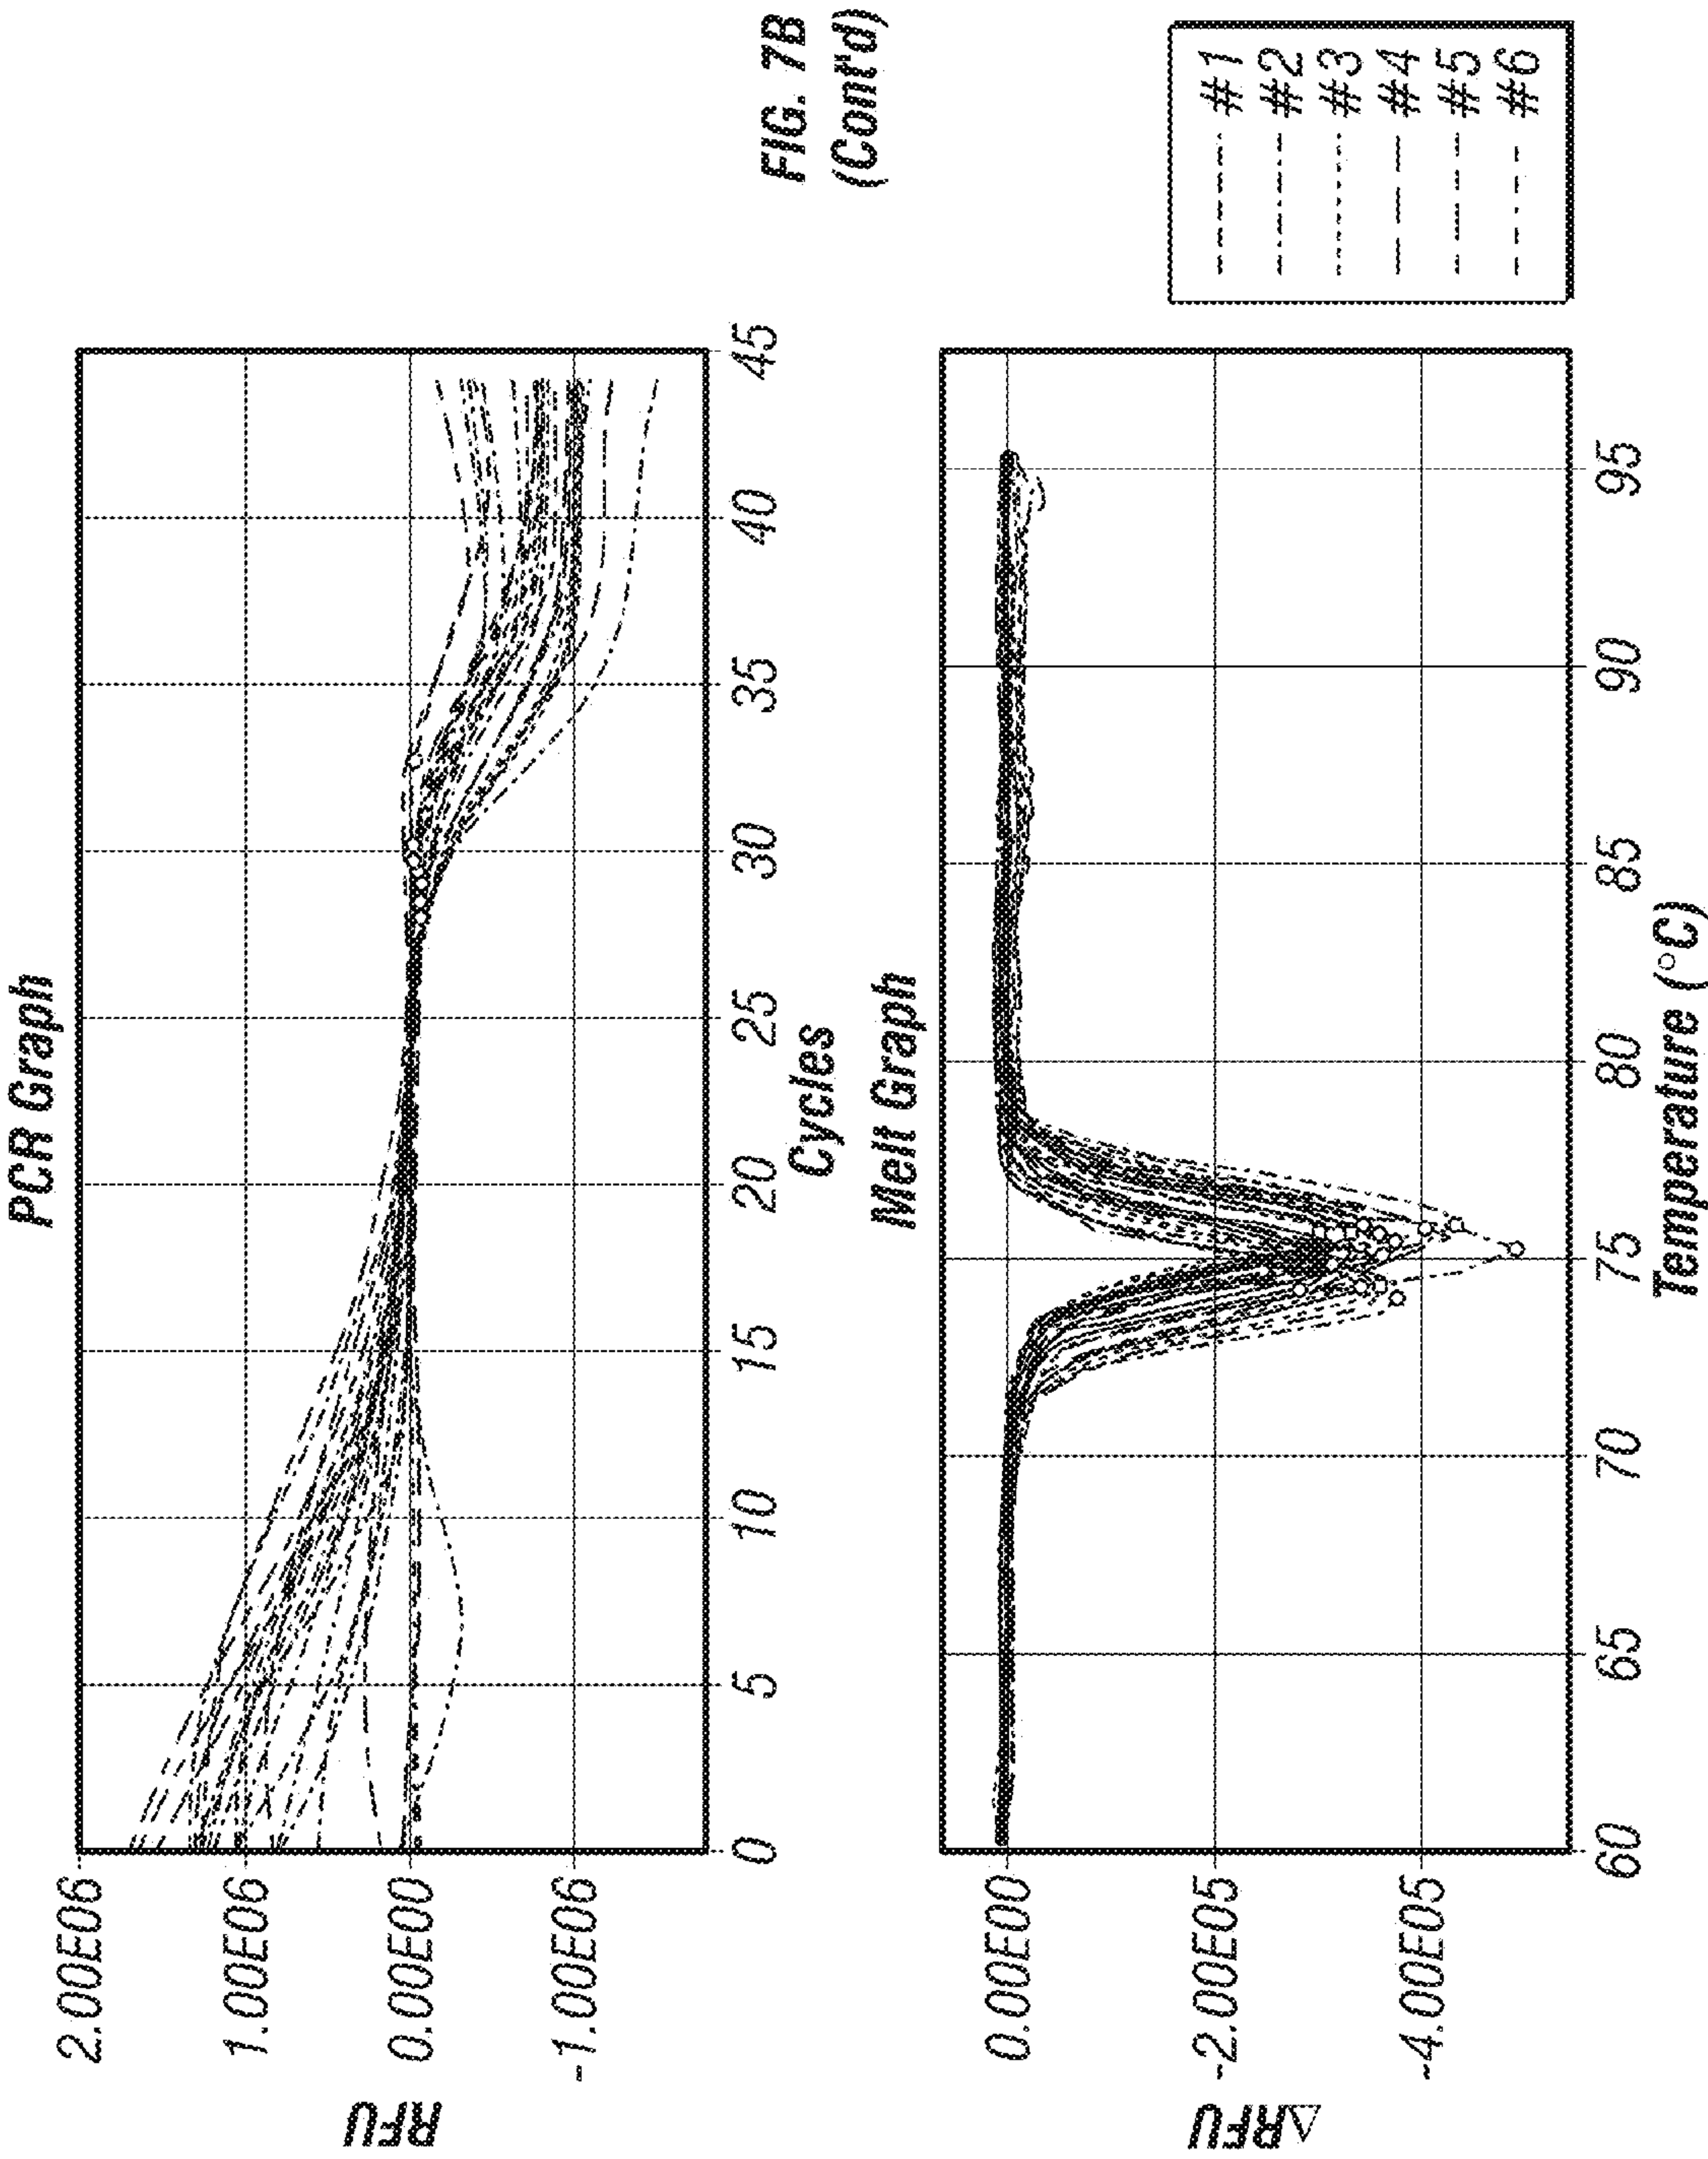 PCR Graph
RFU
2.00E06
1.00E06
0.00E00
-1.00E06
0 5 10 15 20 25 30 35 40 45
Cycles
FIG. 7B
(Cont'd)
Melt Graph
ΔRFU
0.00E00
-2.00E05
-4.00E05
60 65 70 75 80 85 90 95
Temperature (°C)
#1
#2
#3
#4
#5
#6